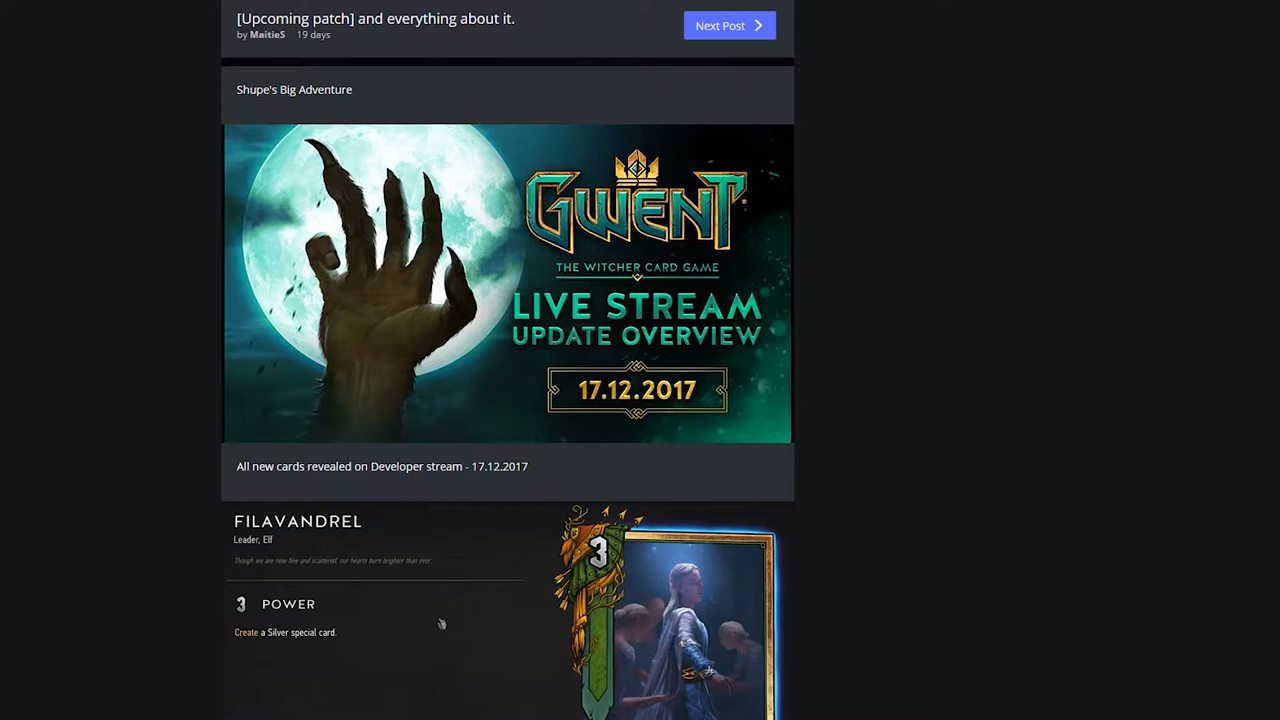 [Upcoming patch] and everything about it.
by MaitieS 19 days
Next Post
Shupe's Big Adventure
GWENT
THE WITCHER CARD GAME
LIVE STREAM
UPDATE OVERVIEW
17.12.2017
All new cards revealed on Developer stream - 17.12.2017
FILAVANDREL
Leader, Elf
Though we are now few and scattered, our hearts burn brighter than ever.
3 POWER
Create a Silver special card.
3